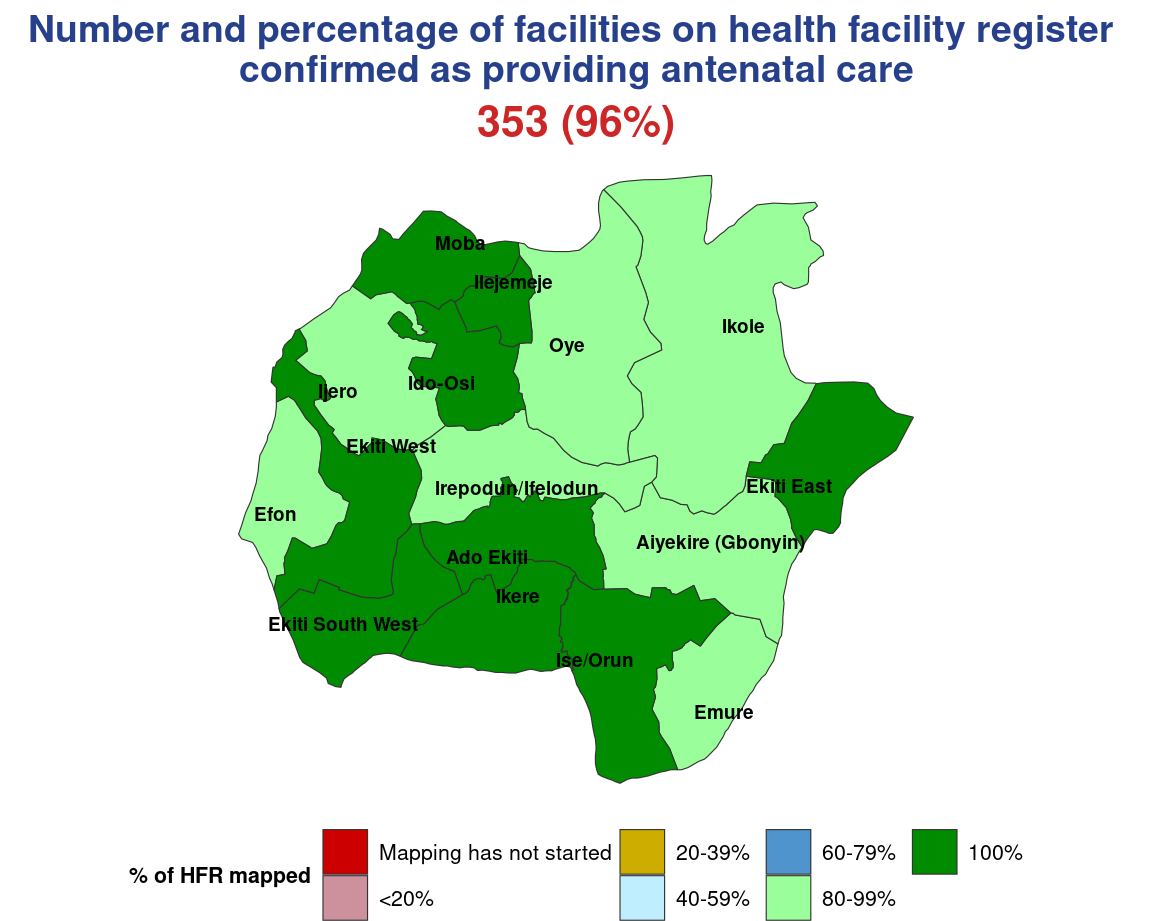 Number and percentage of facilities on health facility register
confirmed as providing antenatal care
353 (96%)
Moba
Ilejemeje
Ikole
Oye
Ido-Osi
Ijero
Ekiti West
Irepodun/Ifelodun
Ekiti East
Efon
Aiyekire (Gbonyin)
Ado Ekiti
Ikere
Ekiti South West
Ise/Orun
Emure
% of HFR mapped
Mapping has not started
<20%
20-39%
40-59%
60-79%
80-99%
100%